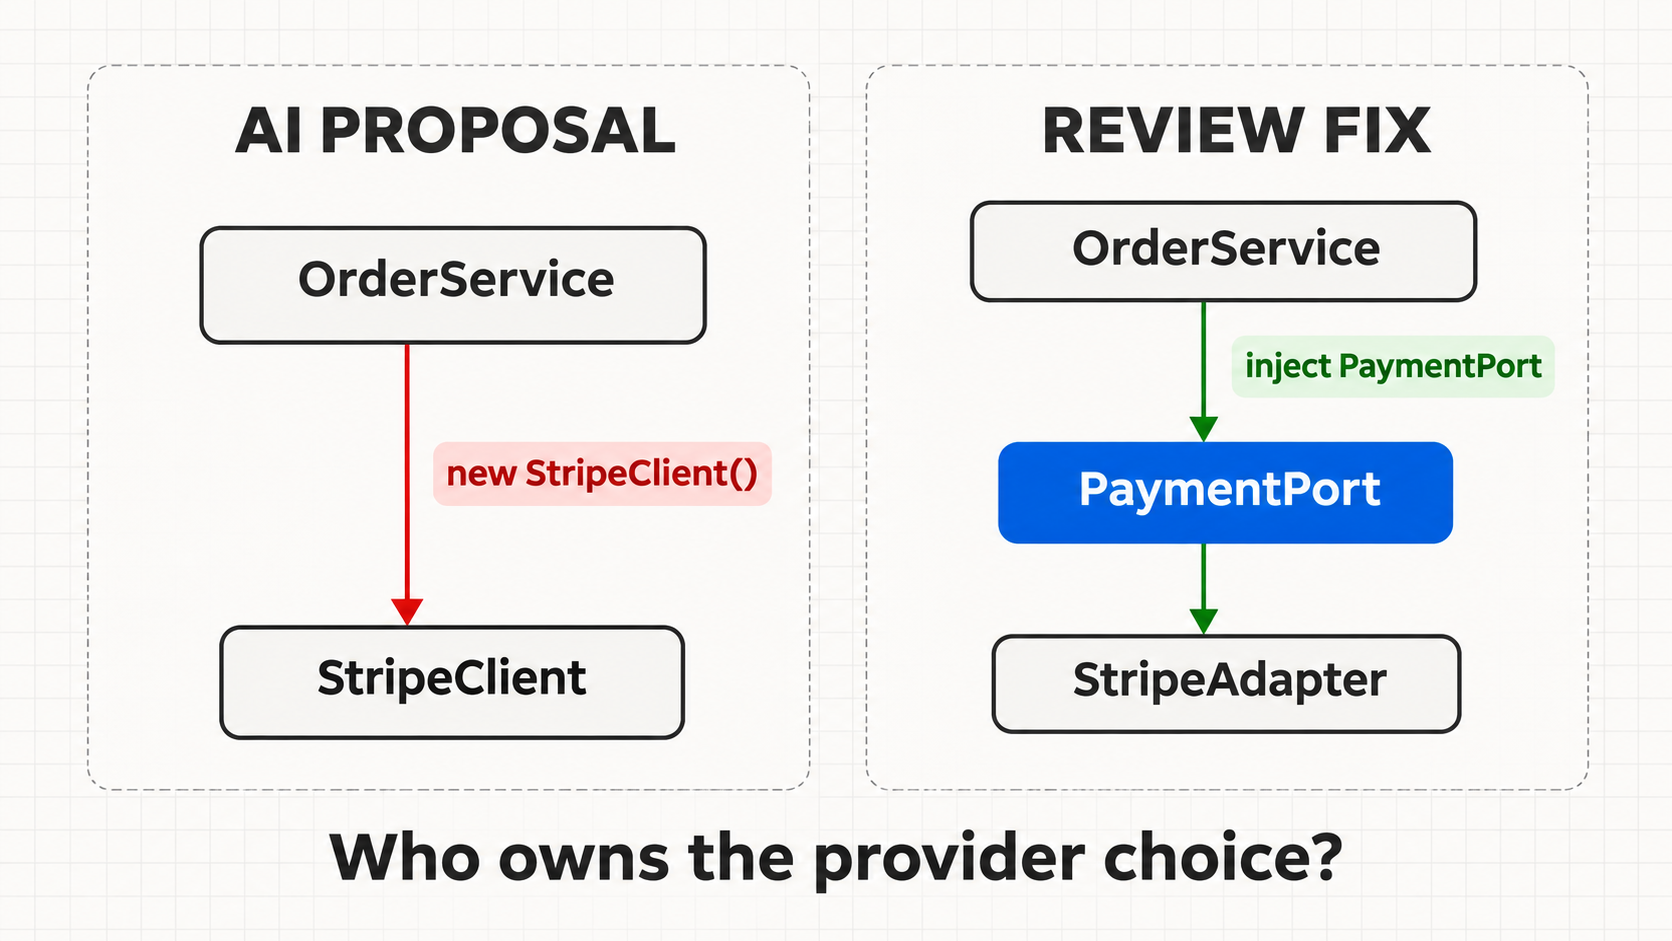 AI PROPOSAL
OrderService
new StripeClient()
StripeClient
REVIEW FIX
OrderService
inject PaymentPort
PaymentPort
StripeAdapter
Who owns the provider choice?